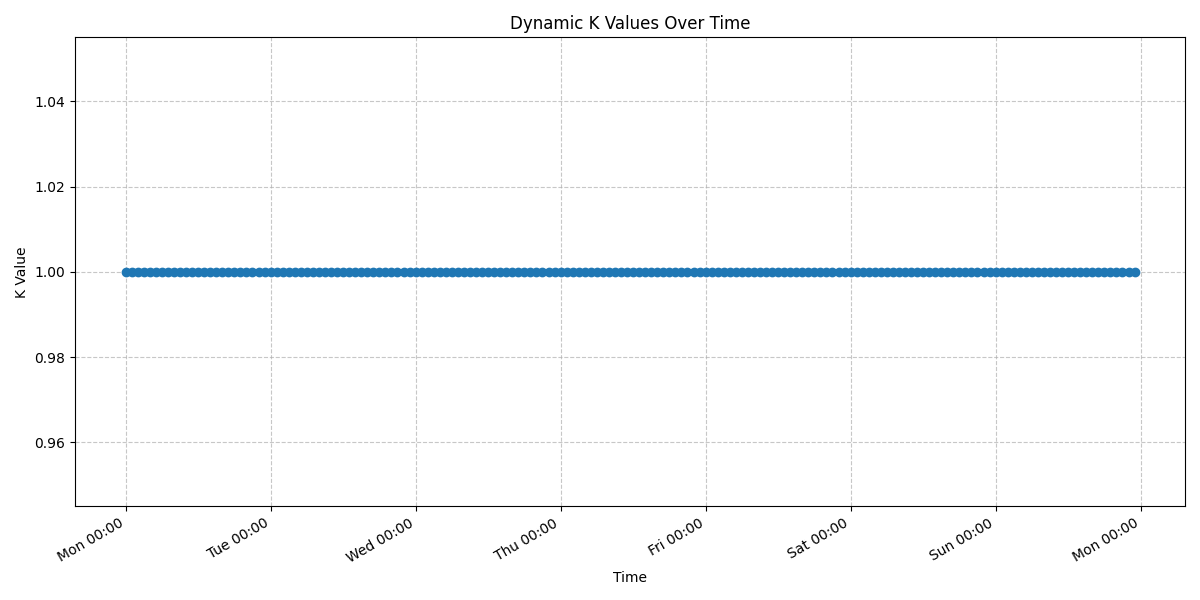 Dynamic K Values Over Time
1.04
1.02
1.00
0.98
0.96
K Value
Mon 00:00
Tue 00:00
Wed 00:00
Thu 00:00
Fri 00:00
Sat 00:00
Sun 00:00
Mon 00:00
Time